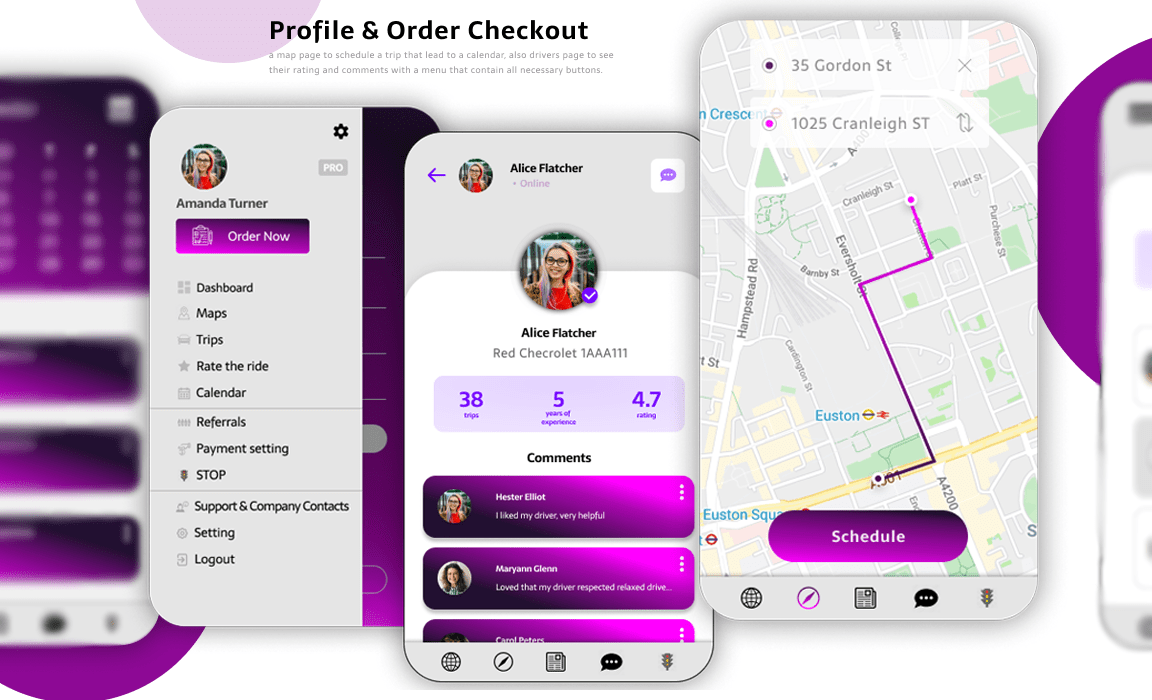 Profile & Order Checkout
a map page to schedule a trip that lead to a calendar, also drivers page to see
their rating and comments with a menu that contain all necessary buttons.
PRO
Amanda Turner
Order Now
Dashboard
Maps
Trips
Rate the ride
Calendar
Referrals
Payment setting
STOP
Support & Company Contacts
Setting
Logout
Alice Flatcher
• Online
Alice Flatcher
Red Checrolet 1AAA111
38
trips
5
years of
experience
4.7
rating
Comments
Hester Elliot
I liked my driver, very helpful
Maryann Glenn
Loved that my driver respected relaxed drive...
Carol Peters
35 Gordon St
1025 Cranleigh ST
n Crescent
Cranleigh St
Platt St
Purchese St
Eversholt St
Barnby St
Hampstead Rd
Cardington St
t St
Euston
A501
A4200
Endsleigh
Euston Squa
Schedule